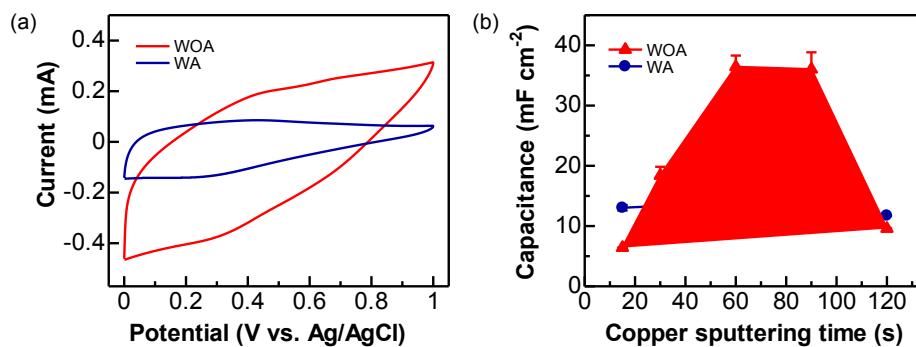 (a)
WOA
WA
0.4
0.2
0
-0.2
-0.4
Current (mA)
0 0.2 0.4 0.6 0.8 1
Potential (V vs. Ag/AgCl)
(b)
WOA
WA
40
30
20
10
0
Capacitance (mF cm-2)
0 20 40 60 80 100 120
Copper sputtering time (s)